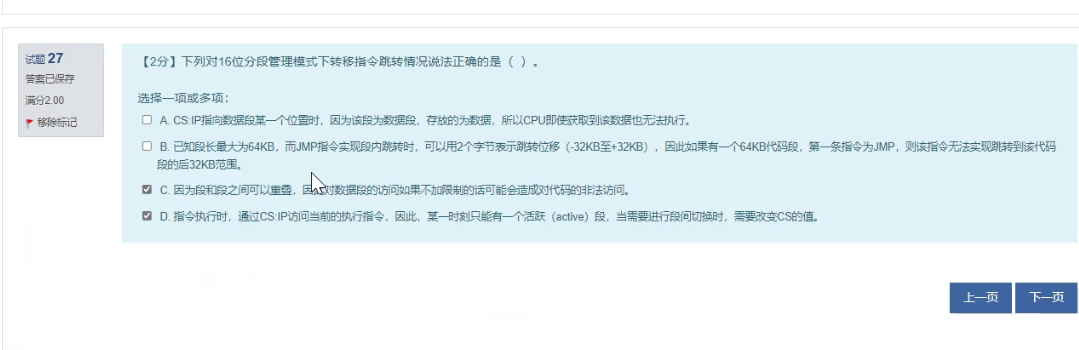 试题 27
答案已保存
满分2.00
移除标记
【2分】下列对16位分段管理模式下转移指令跳转情况说法正确的是（ ）。
选择一项或多项：
A. CS:IP指向数据段某一个位置时，因为该段为数据段，存放的为数据，所以CPU即使获取到该数据也无法执行。
B. 已知段长最大为64KB，而JMP指令实现段内跳转时，可以用2个字节表示跳转位移（-32KB至+32KB），因此如果有一个64KB代码段，第一条指令为JMP，则该指令无法实现跳转到该代码
段的后32KB范围。
C. 因为段和段之间可以重叠，因 对数据段的访问如果不加限制的话可能会造成对代码的非法访问。
D. 指令执行时，通过CS:IP访问当前的执行指令，因此，某一时刻只能有一个活跃（active）段，当需要进行段间切换时，需要改变CS的值。
上一页
下一页